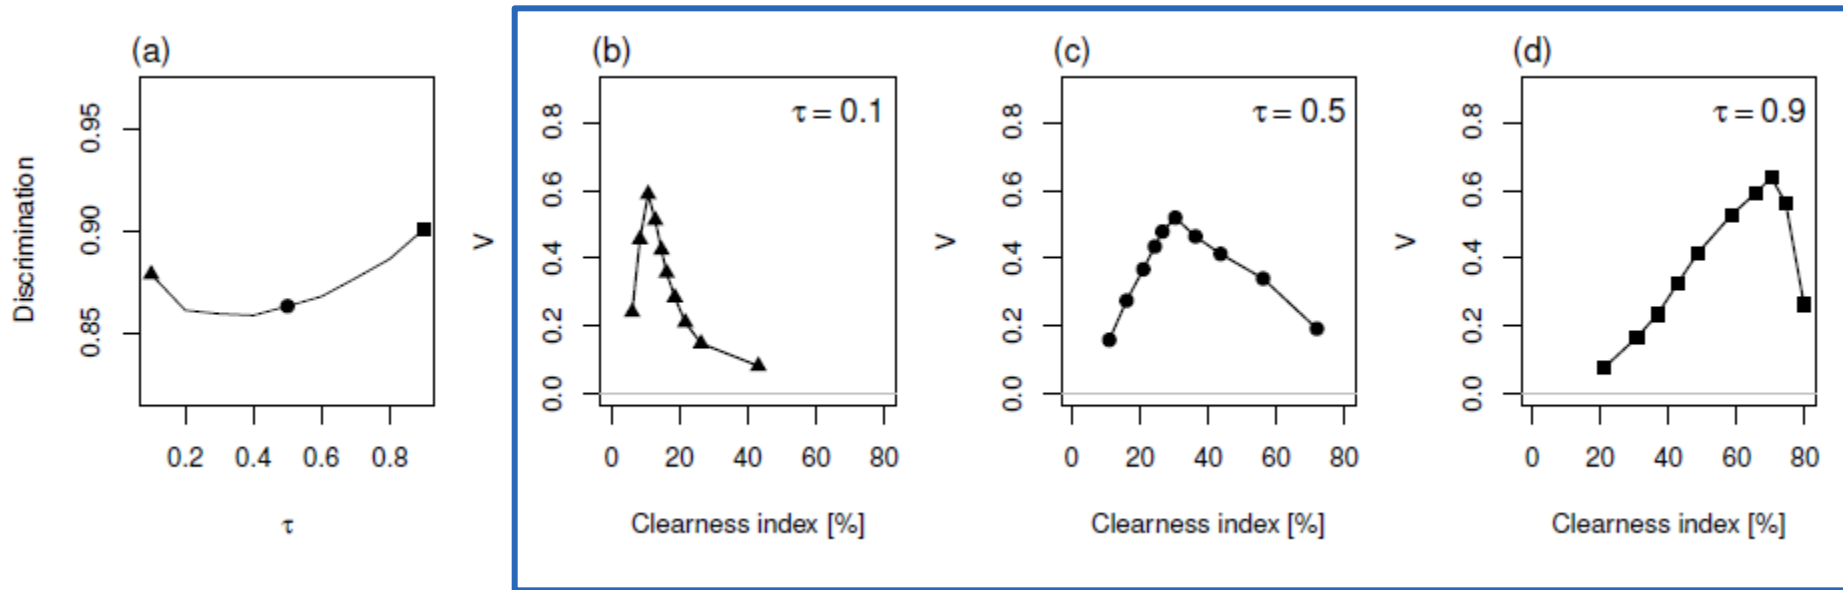 (a)
Discrimination
0.85 0.90 0.95
0.2 0.4 0.6 0.8
τ
(b)
τ = 0.1
V
0.0 0.2 0.4 0.6 0.8
0 20 40 60 80
Clearness index [%]
(c)
τ = 0.5
V
0.0 0.2 0.4 0.6 0.8
0 20 40 60 80
Clearness index [%]
(d)
τ = 0.9
V
0.0 0.2 0.4 0.6 0.8
0 20 40 60 80
Clearness index [%]